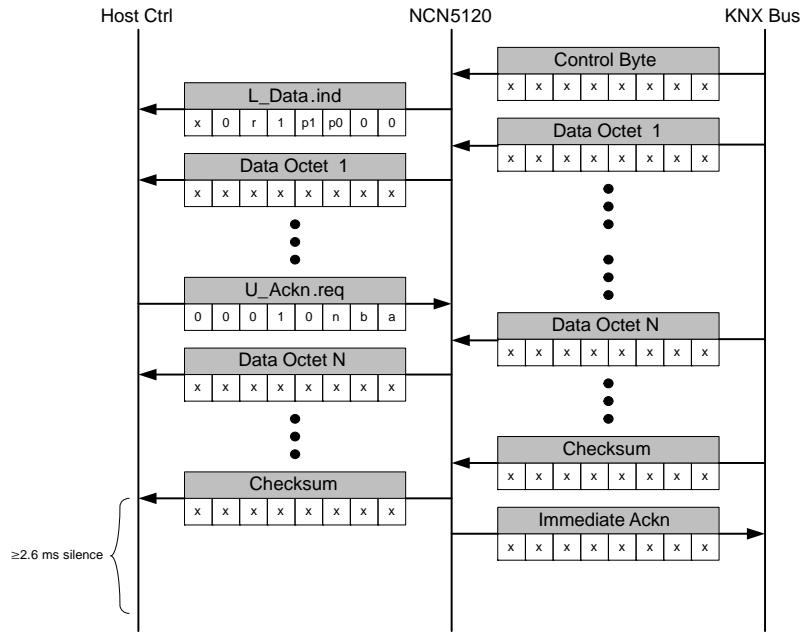 Host Ctrl NCN5120 KNX Bus
Control Byte
x x x x x x x x
L_Data.ind
x 0 r 1 p1 p0 0 0
Data Octet 1
x x x x x x x x
Data Octet 1
x x x x x x x x
U_Ackn.req
0 0 0 1 0 n b a
Data Octet N
x x x x x x x x
Data Octet N
x x x x x x x x
Checksum
x x x x x x x x
Checksum
x x x x x x x x
Immediate Ackn
x x x x x x x x
≥2.6 ms silence